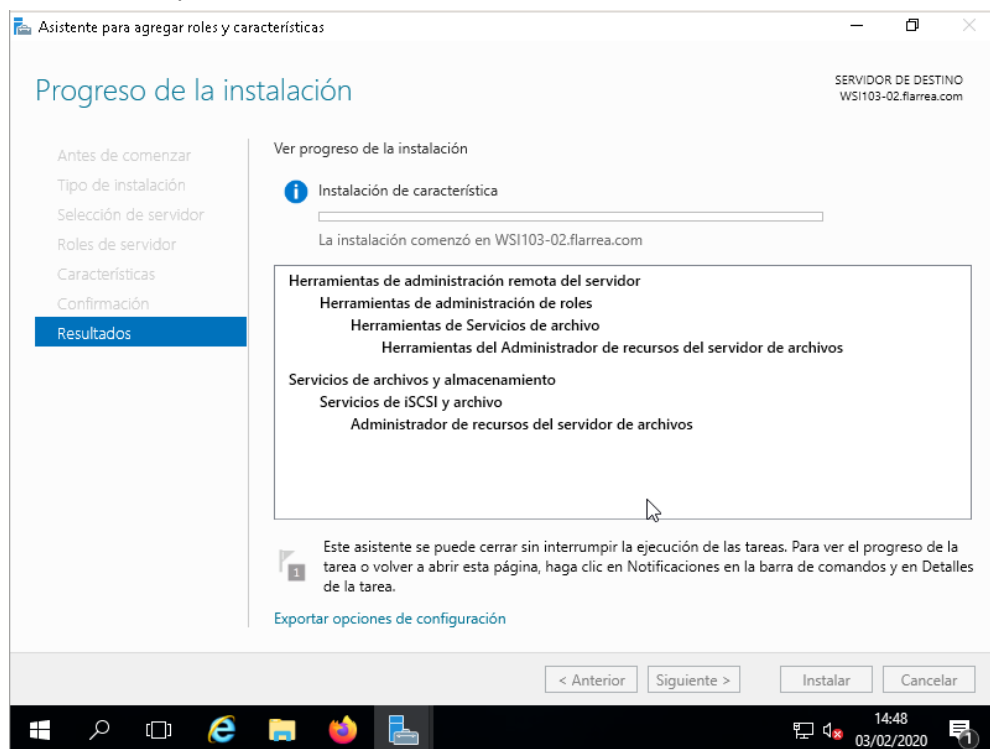 Asistente para agregar roles y características
Progreso de la instalación
SERVIDOR DE DESTINO
WSI103-02.flarrea.com
Antes de comenzar
Tipo de instalación
Selección de servidor
Roles de servidor
Características
Confirmación
Resultados
Ver progreso de la instalación
Instalación de característica
La instalación comenzó en WSI103-02.flarrea.com
Herramientas de administración remota del servidor
Herramientas de administración de roles
Herramientas de Servicios de archivo
Herramientas del Administrador de recursos del servidor de archivos
Servicios de archivos y almacenamiento
Servicios de iSCSI y archivo
Administrador de recursos del servidor de archivos
1
Este asistente se puede cerrar sin interrumpir la ejecución de las tareas. Para ver el progreso de la
tarea o volver a abrir esta página, haga clic en Notificaciones en la barra de comandos y en Detalles
de la tarea.
Exportar opciones de configuración
< Anterior
Siguiente >
Instalar
Cancelar
14:48
03/02/2020
1